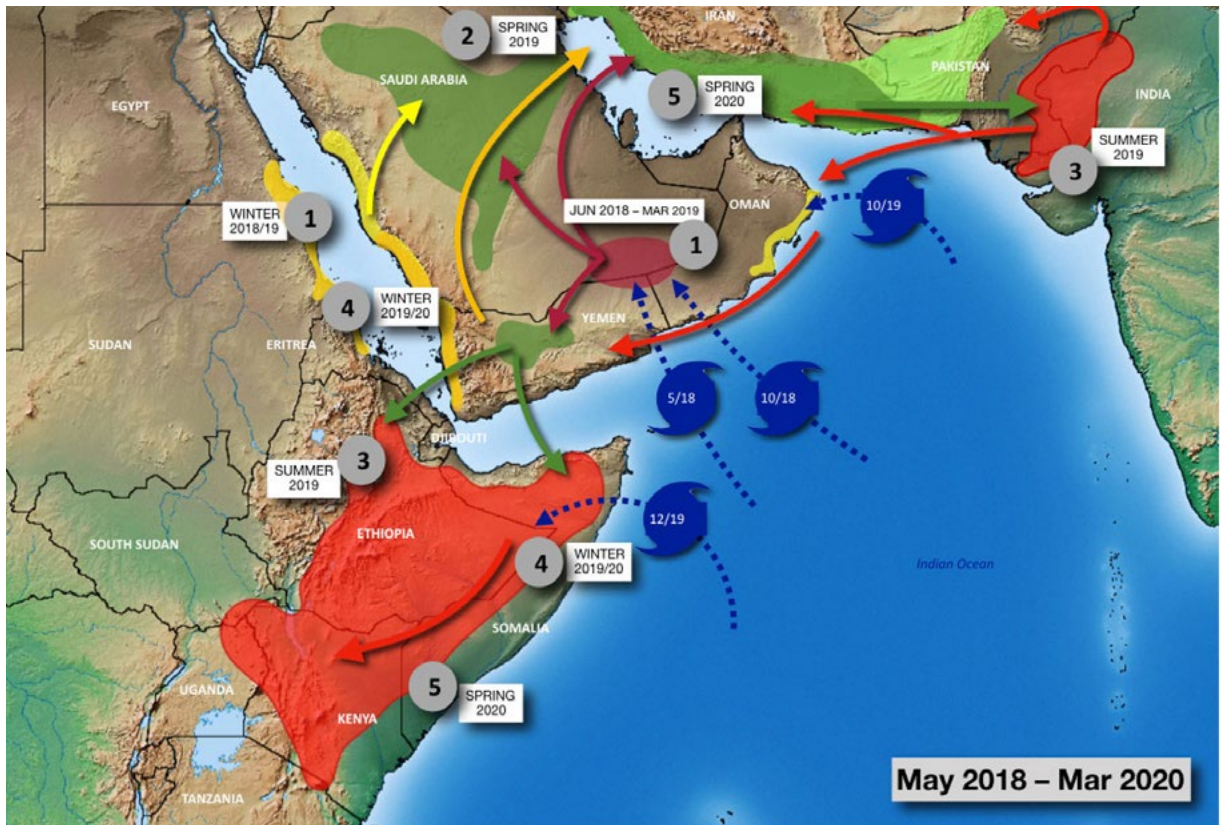 IRAN
2
SPRING
2019
SAUDI ARABIA
EGYPT
PAKISTAN
INDIA
5
SPRING
2020
SUMMER
2019
3
WINTER
2018/19
1
JUN 2018 – MAR 2019
1
OMAN
10/19
4
WINTER
2019/20
YEMEN
SUDAN
ERITREA
5/18
10/18
DJIBOUTI
SUMMER
2019
3
12/19
ETHIOPIA
SOUTH SUDAN
4
WINTER
2019/20
Indian Ocean
SOMALIA
UGANDA
5
SPRING
2020
KENYA
TANZANIA
May 2018 – Mar 2020